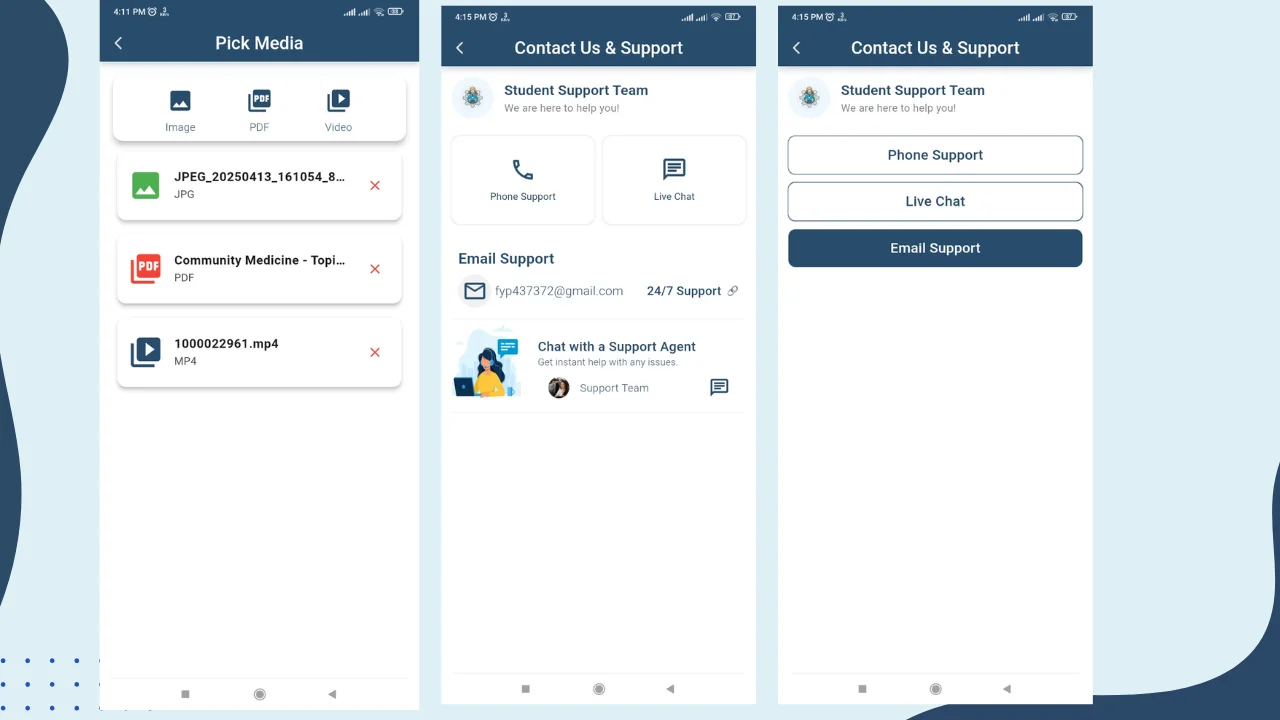 4:11 PM
Pick Media
Image
PDF
Video
JPEG_20250413_161054_8...
JPG
PDF
Community Medicine - Topi...
PDF
1000022961.mp4
MP4
4:15 PM
Contact Us & Support
Student Support Team
We are here to help you!
Phone Support
Live Chat
Email Support
fyp437372@gmail.com
24/7 Support
Chat with a Support Agent
Get instant help with any issues.
Support Team
4:15 PM
Contact Us & Support
Student Support Team
We are here to help you!
Phone Support
Live Chat
Email Support